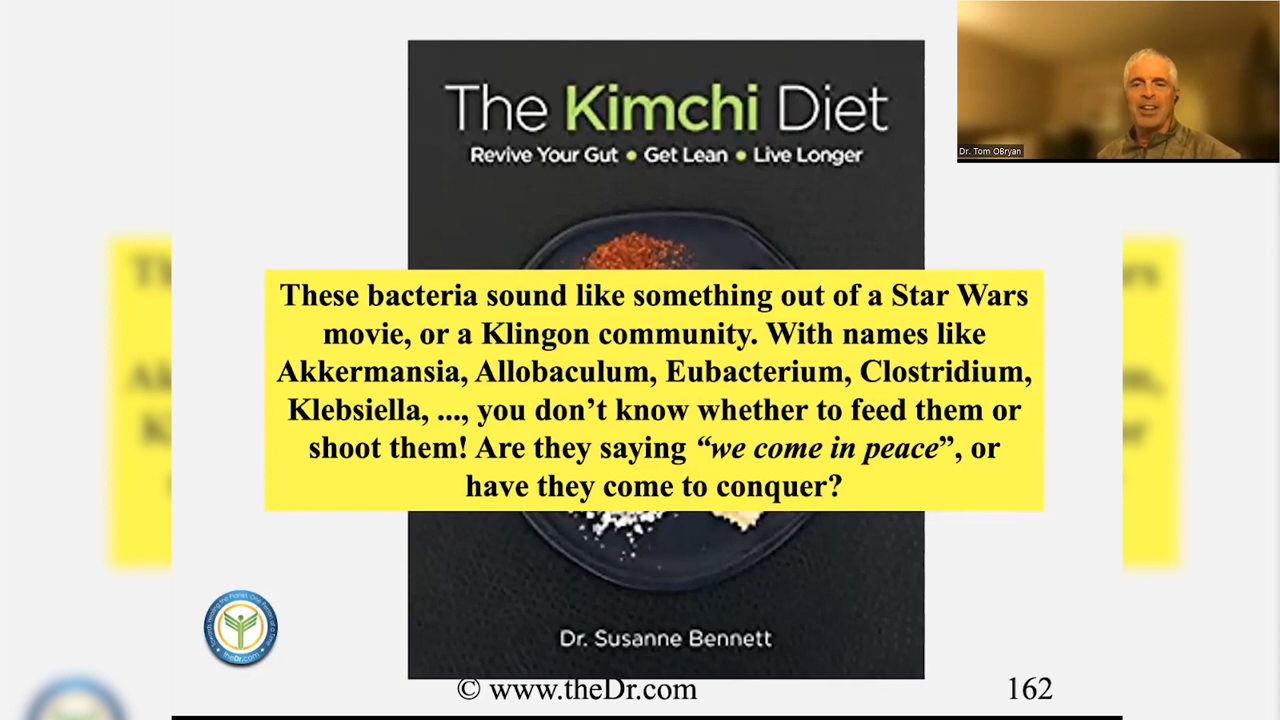 The Kimchi Diet
Revive Your Gut • Get Lean • Live Longer
Dr. Tom OBryan
These bacteria sound like something out of a Star Wars
movie, or a Klingon community. With names like
Akkermansia, Allobaculum, Eubacterium, Clostridium,
Klebsiella, ..., you don’t know whether to feed them or
shoot them! Are they saying “we come in peace”, or
have they come to conquer?
Dr. Susanne Bennett
theDr.com
© www.theDr.com
162